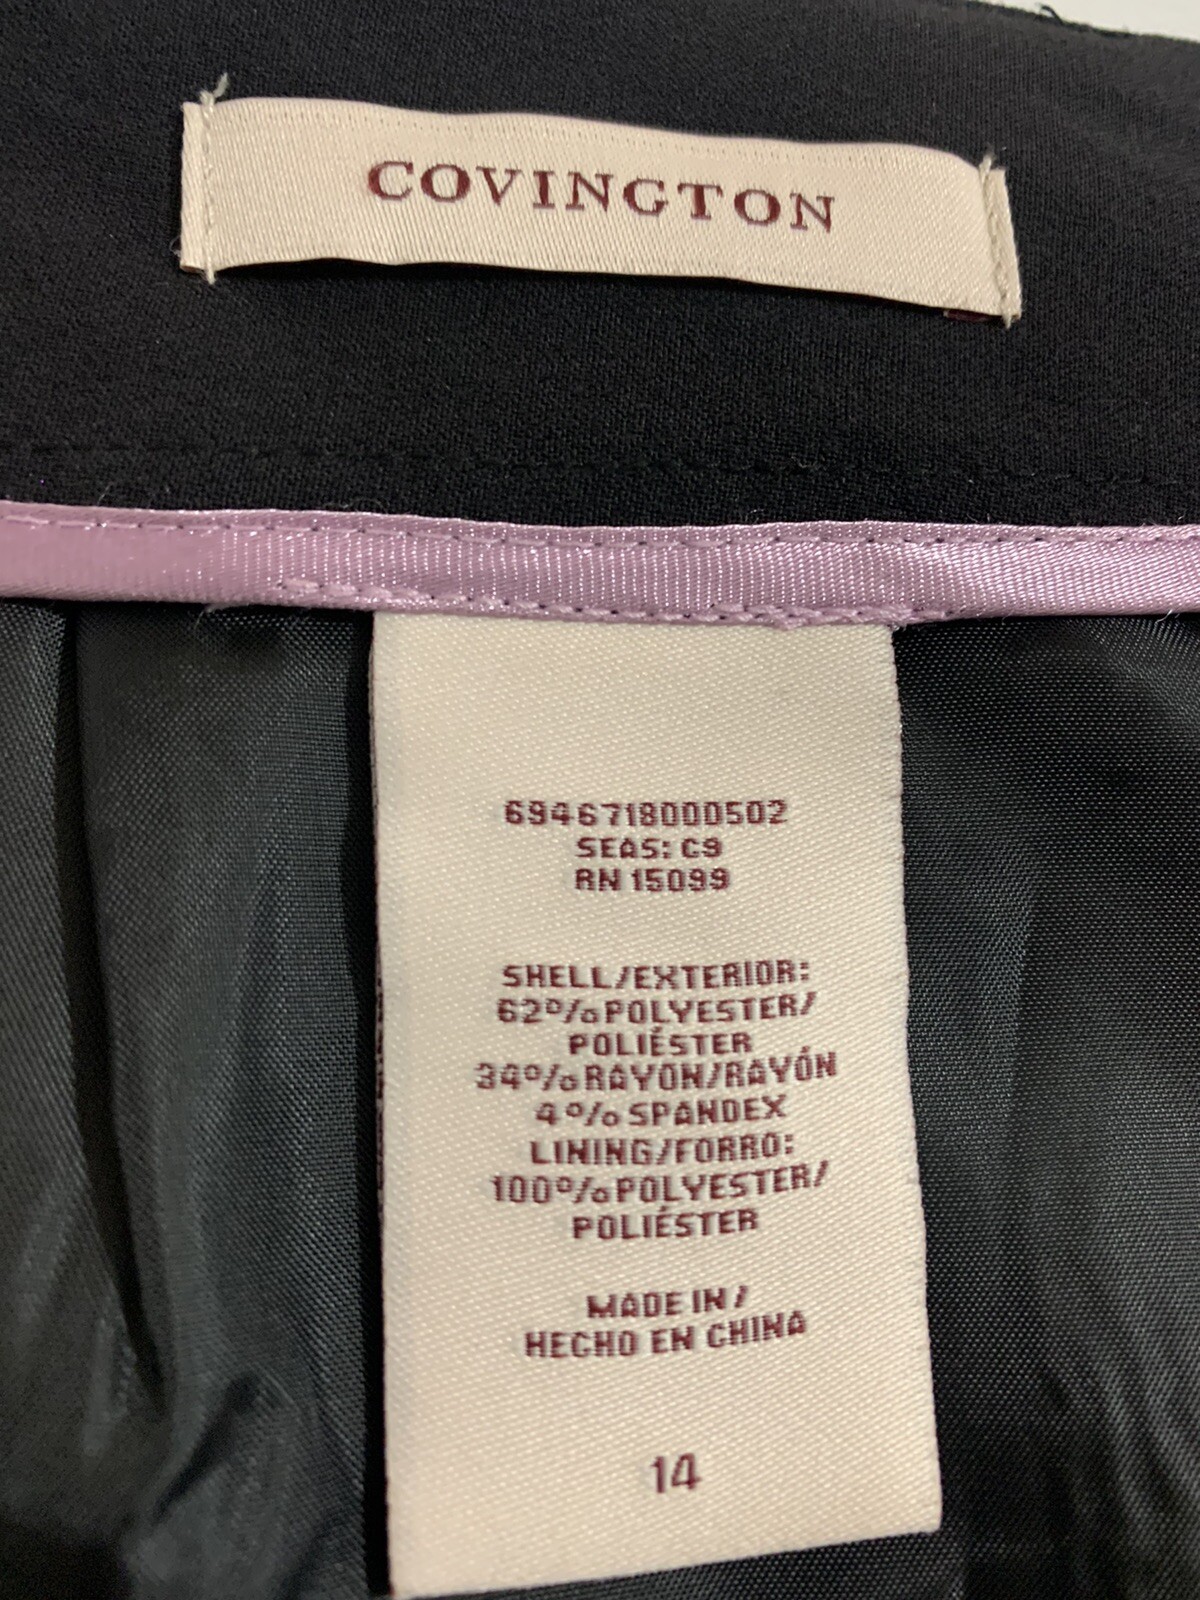 COVINGTON
6946718000502
SEAS: C9
RN 15099
SHELL/EXTERIOR:
62% POLYESTER/
POLIÉSTER
34% RAYON/RAYÓN
4% SPANDEX
LINING/FORRO:
100% POLYESTER/
POLIÉSTER
MADE IN/
HECHO EN CHINA
14